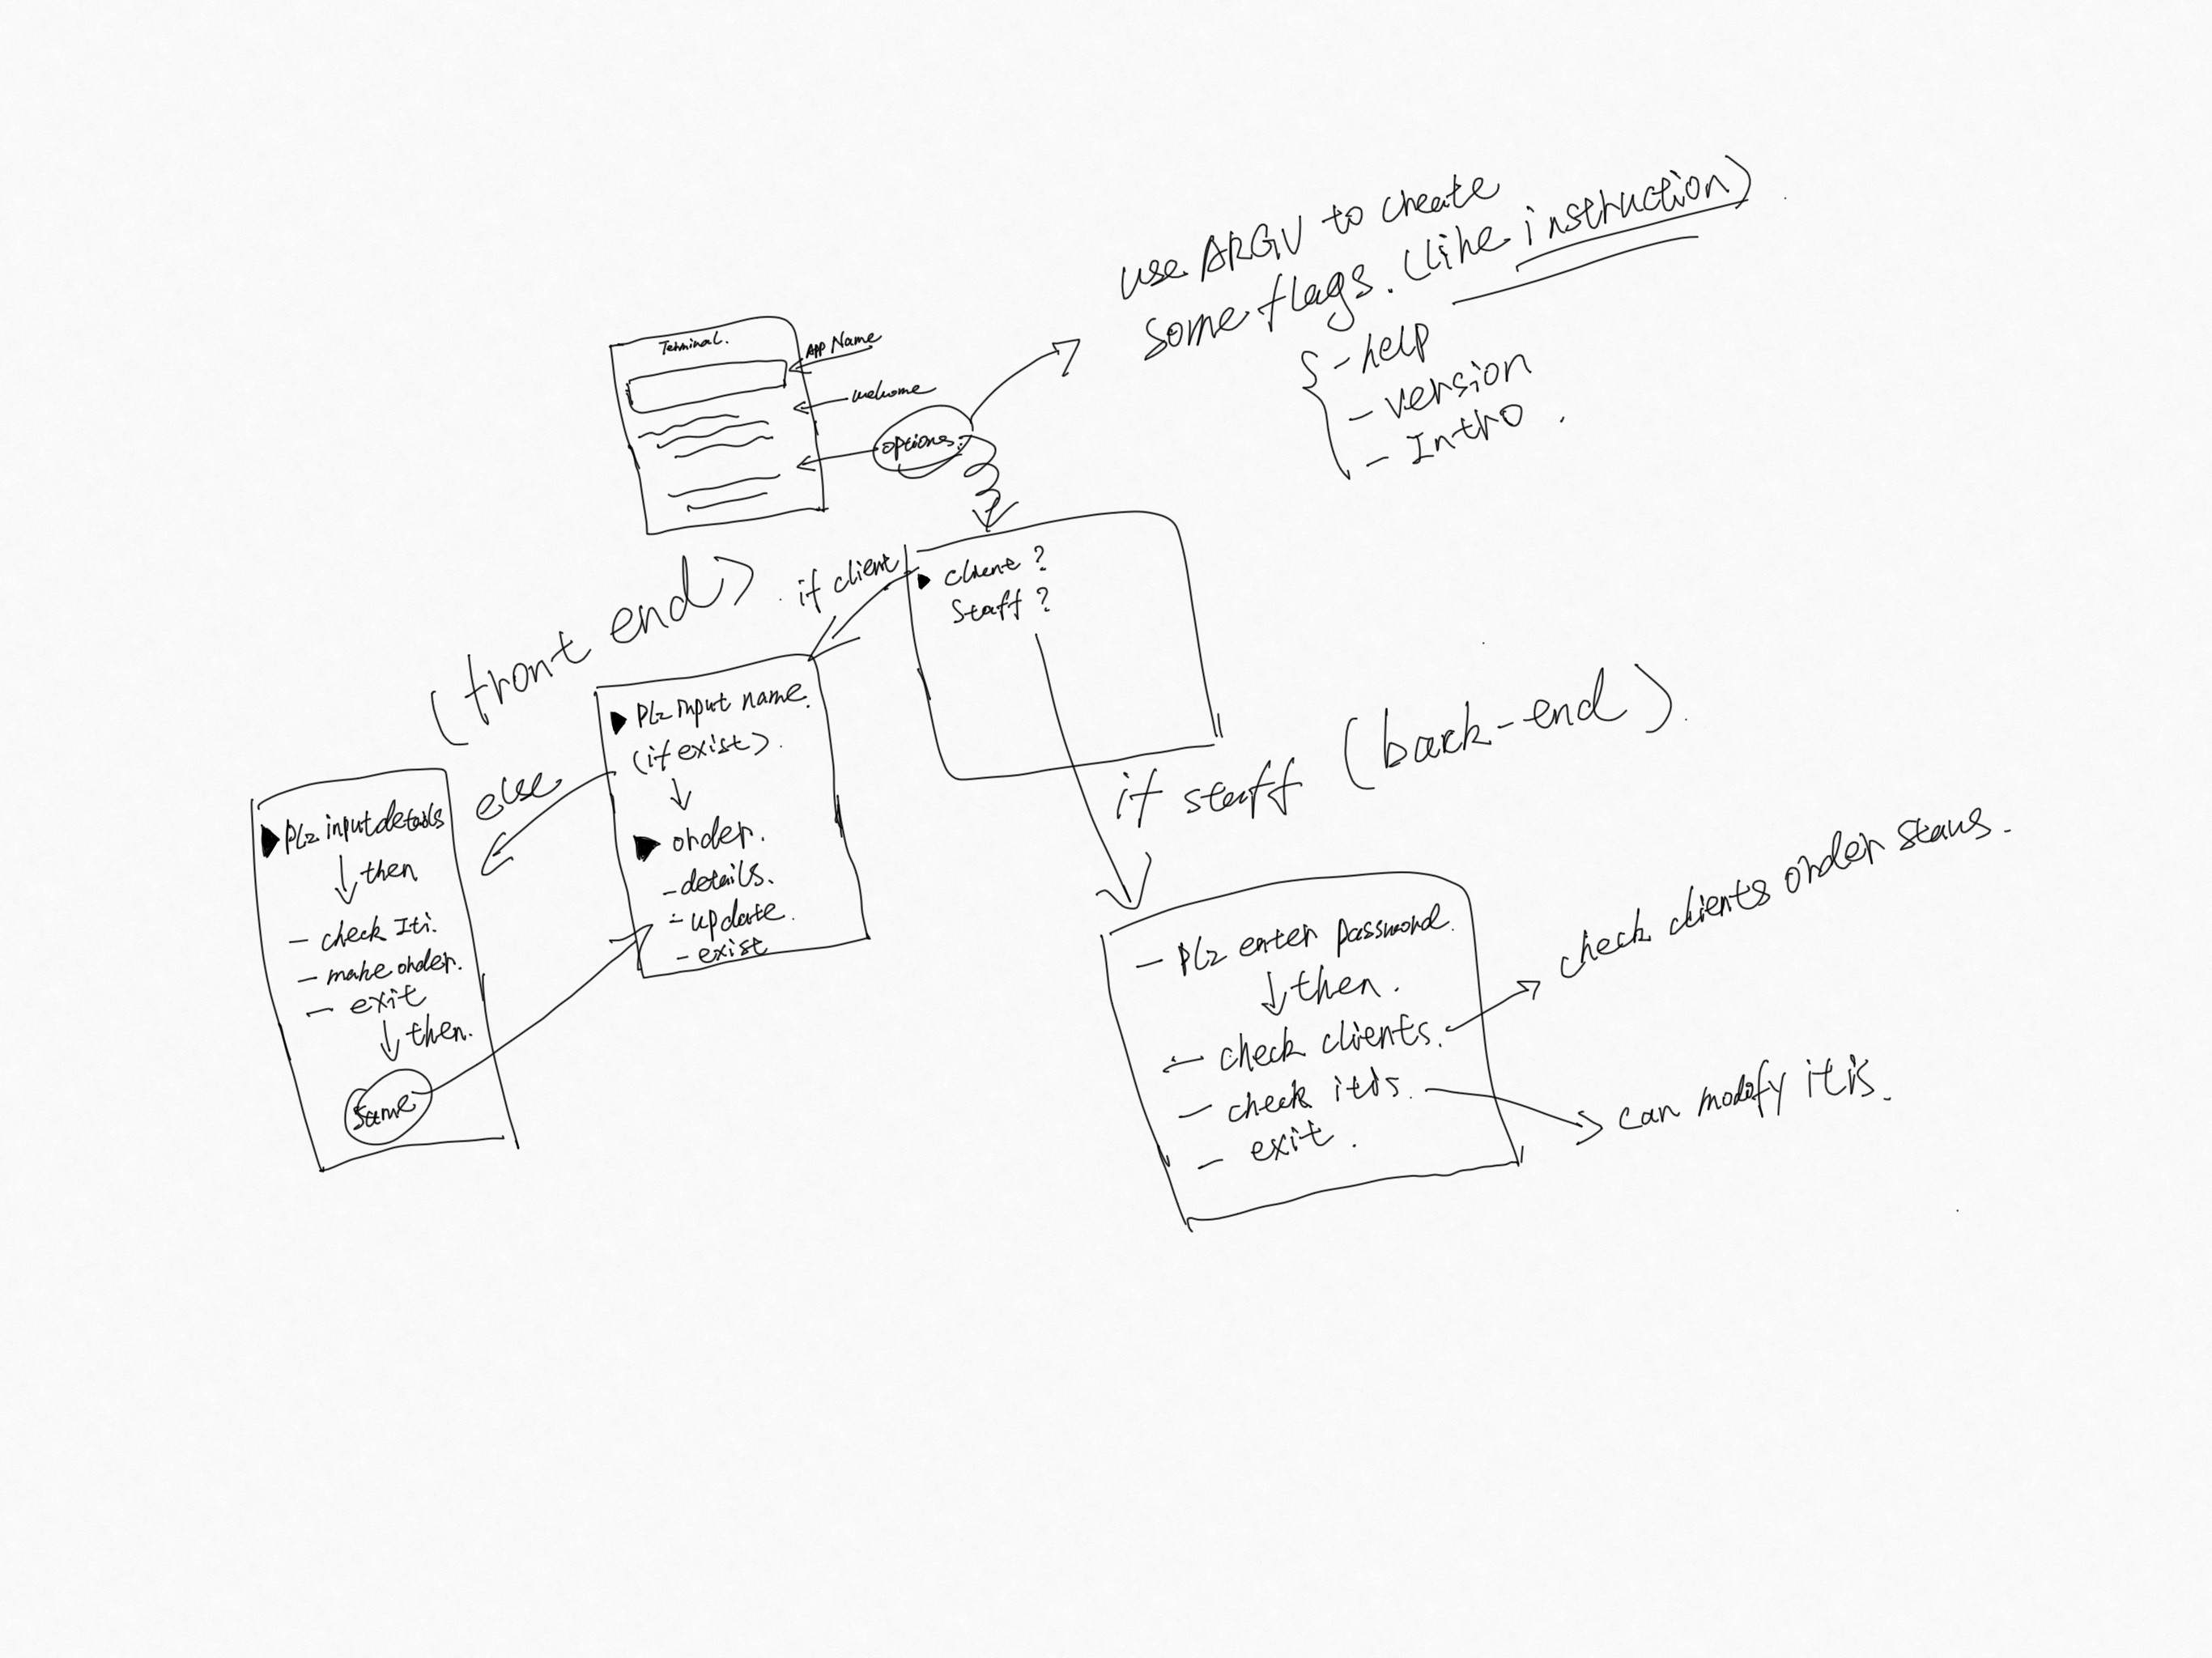 use ARGV to create
some flags. (like instruction)
- help
- version
- Intro.
Terminal.
APP Name
welcome
options.
(front end)
if client
client ?
Staff ?
Plz input name.
(if exist).
order.
- details.
- update.
- exist
else
Plz input details
then
- check Iti.
- make order.
- exit
then.
Same
if staff (back-end).
- Plz enter password.
then.
- check clients.
- check itis.
- exit.
check clients order staus.
can modify itis.